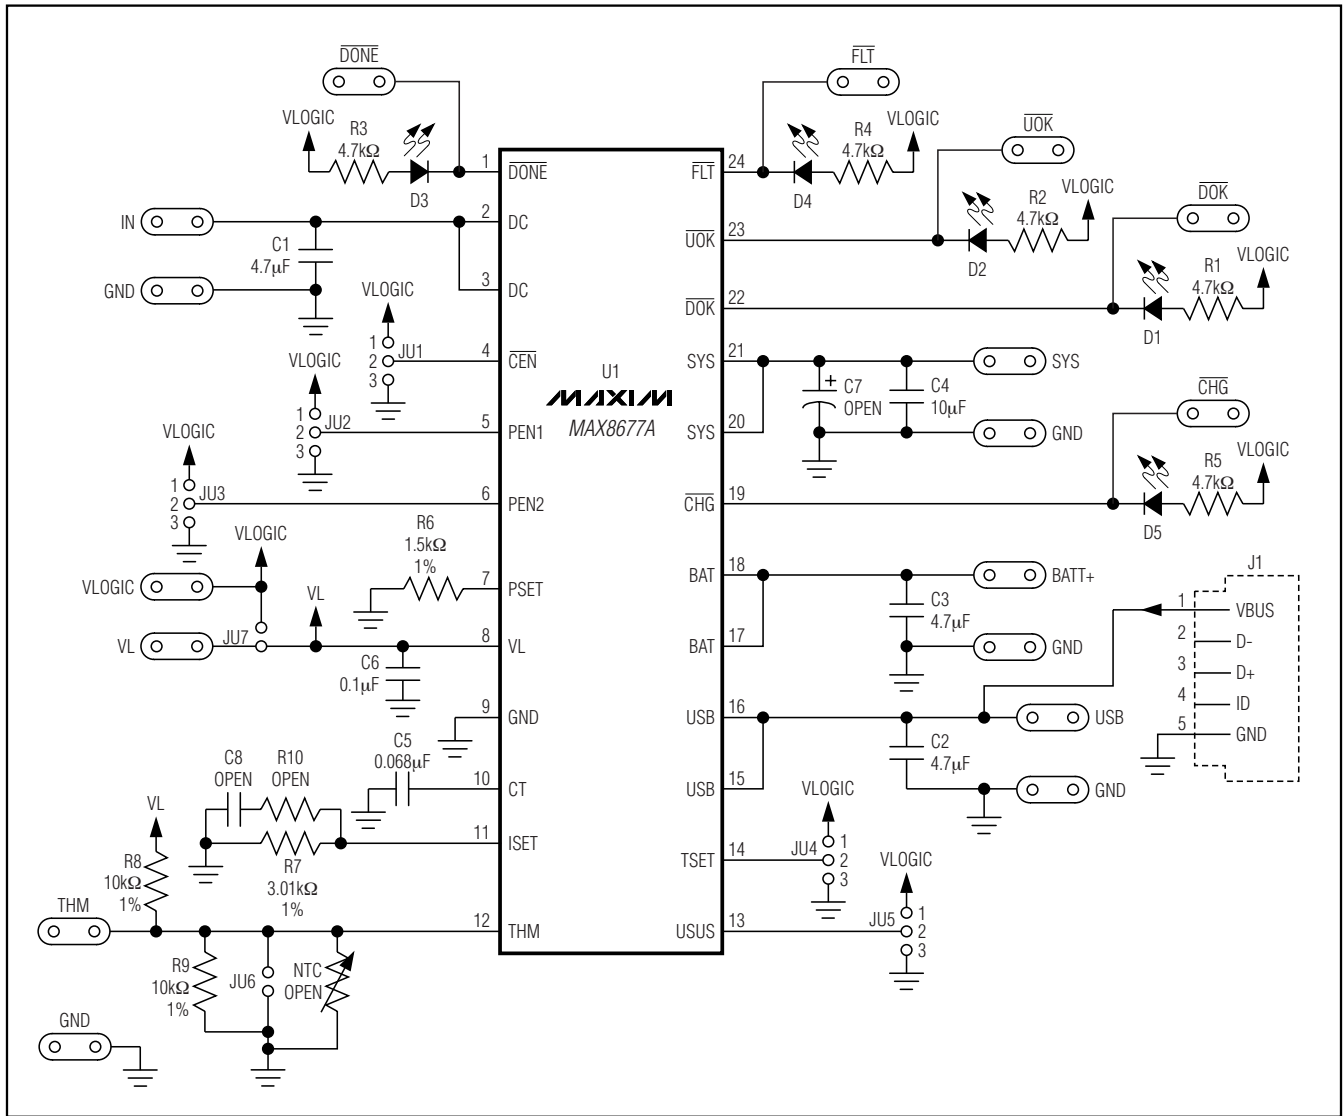 DONE
VLOGIC
R3
4.7kΩ
D3
1
DONE
IN
2
DC
C1
4.7µF
GND
3
DC
VLOGIC
1
2
3
JU1
4
CEN
VLOGIC
1
2
3
JU2
5
PEN1
VLOGIC
1
2
3
JU3
6
PEN2
VLOGIC
VLOGIC
R6
1.5kΩ
1%
7
PSET
VL
JU7
VL
8
VL
C6
0.1µF
9
GND
C5
0.068µF
10
CT
C8
OPEN
R10
OPEN
R7
3.01kΩ
1%
11
ISET
VL
R8
10kΩ
1%
THM
12
THM
R9
10kΩ
1%
JU6
NTC
OPEN
GND
U1
MAXIM
MAX8677A
FLT
24
FLT
D4
R4
4.7kΩ
VLOGIC
UOK
23
UOK
D2
R2
4.7kΩ
VLOGIC
DOK
22
DOK
D1
R1
4.7kΩ
VLOGIC
21
SYS
SYS
C7
OPEN
+
C4
10µF
20
SYS
GND
CHG
19
CHG
D5
R5
4.7kΩ
VLOGIC
18
BAT
BATT+
C3
4.7µF
17
BAT
GND
16
USB
USB
C2
4.7µF
15
USB
GND
J1
1
VBUS
2
D-
3
D+
4
ID
5
GND
VLOGIC
14
TSET
JU4
1
2
3
VLOGIC
13
USUS
JU5
1
2
3